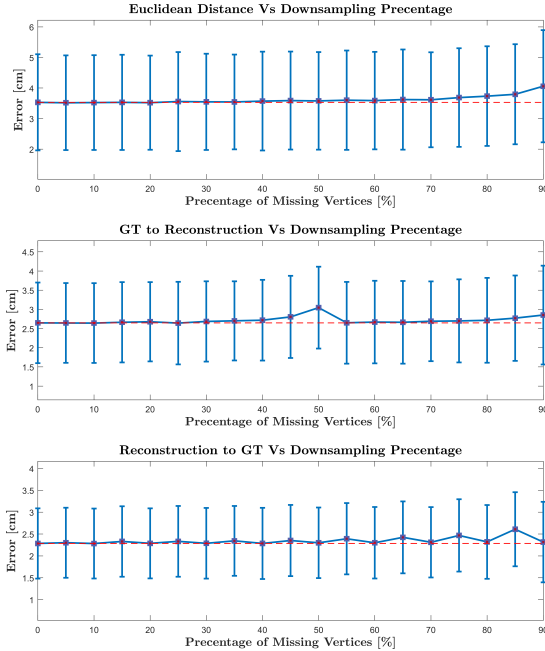 Euclidean Distance Vs Downsampling Precentage
Error [cm]
6
5
4
3
2
0 10 20 30 40 50 60 70 80 90
Precentage of Missing Vertices [%]
GT to Reconstruction Vs Downsampling Precentage
Error [cm]
4.5
4
3.5
3
2.5
2
1.5
1
0 10 20 30 40 50 60 70 80 90
Precentage of Missing Vertices [%]
Reconstruction to GT Vs Downsampling Precentage
Error [cm]
4
3.5
3
2.5
2
1.5
1
0 10 20 30 40 50 60 70 80 90
Precentage of Missing Vertices [%]